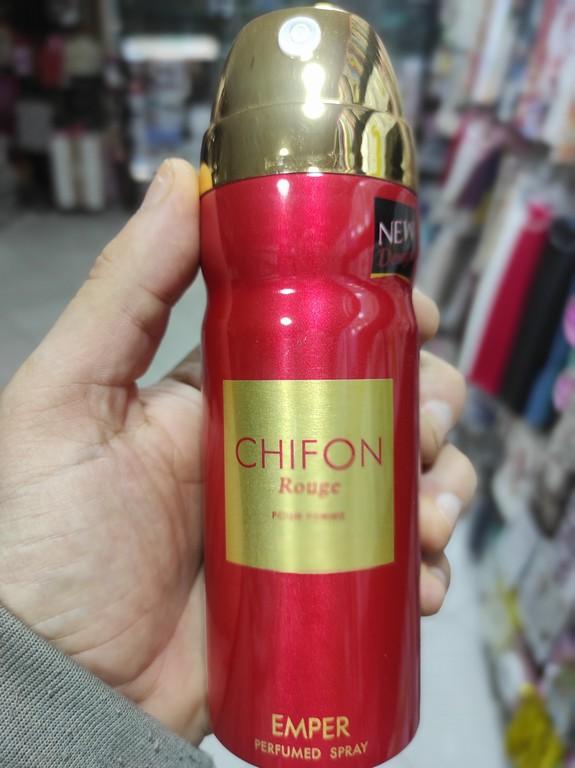 NEW
CHIFON
Rouge
POUR FEMME
EMPER
PERFUMED SPRAY